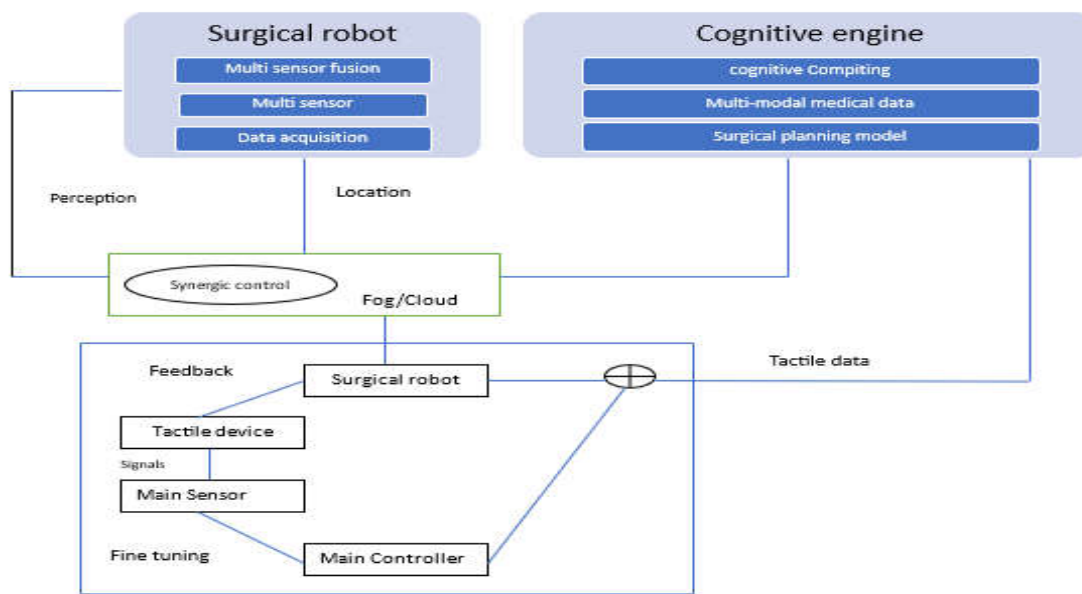 Surgical robot
Multi sensor fusion
Multi sensor
Data acquisition
Cognitive engine
cognitive Compiting
Multi-modal medical data
Surgical planning model
Perception
Location
Synergic control
Fog/Cloud
Feedback
Surgical robot
Tactile data
Tactile device
Signals
Main Sensor
Fine tuning
Main Controller